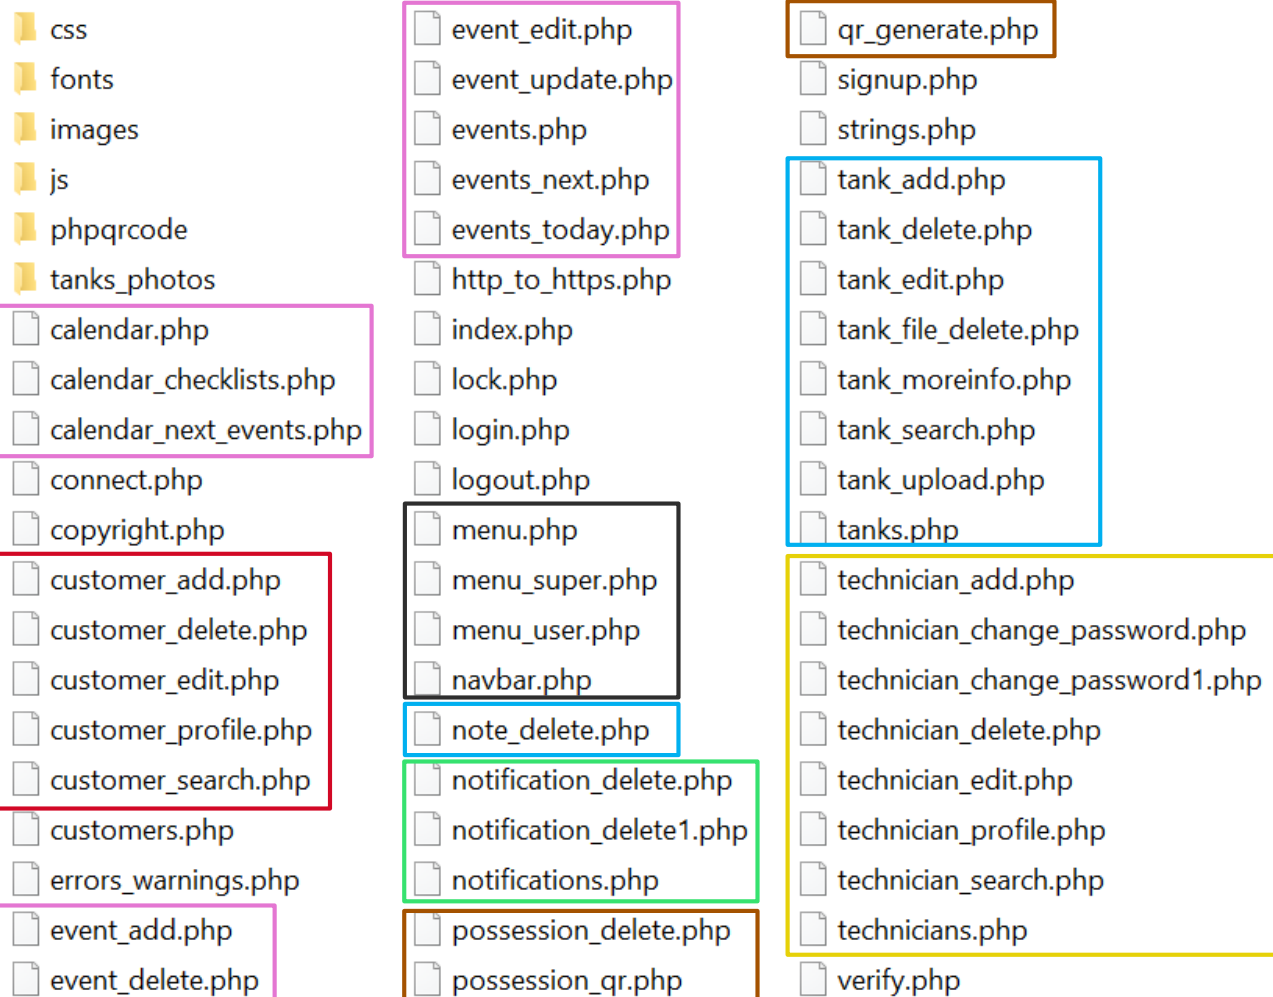 css
fonts
images
js
phpqrcode
tanks_photos
calendar.php
calendar_checklists.php
calendar_next_events.php
connect.php
copyright.php
customer_add.php
customer_delete.php
customer_edit.php
customer_profile.php
customer_search.php
customers.php
errors_warnings.php
event_add.php
event_delete.php
event_edit.php
event_update.php
events.php
events_next.php
events_today.php
http_to_https.php
index.php
lock.php
login.php
logout.php
menu.php
menu_super.php
menu_user.php
navbar.php
note_delete.php
notification_delete.php
notification_delete1.php
notifications.php
possession_delete.php
possession_qr.php
qr_generate.php
signup.php
strings.php
tank_add.php
tank_delete.php
tank_edit.php
tank_file_delete.php
tank_moreinfo.php
tank_search.php
tank_upload.php
tanks.php
technician_add.php
technician_change_password.php
technician_change_password1.php
technician_delete.php
technician_edit.php
technician_profile.php
technician_search.php
technicians.php
verify.php